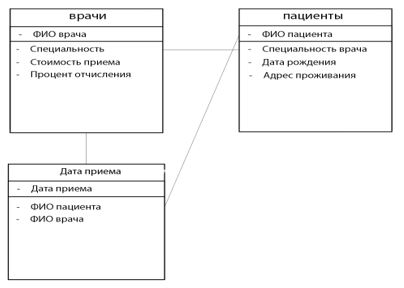 врачи
- ФИО врача
- Специальность
- Стоимость приема
- Процент отчисления
пациенты
- ФИО пациента
- Специальность врача
- Дата рождения
- Адрес проживания
Дата приема
- Дата приема
- ФИО пациента
- ФИО врача